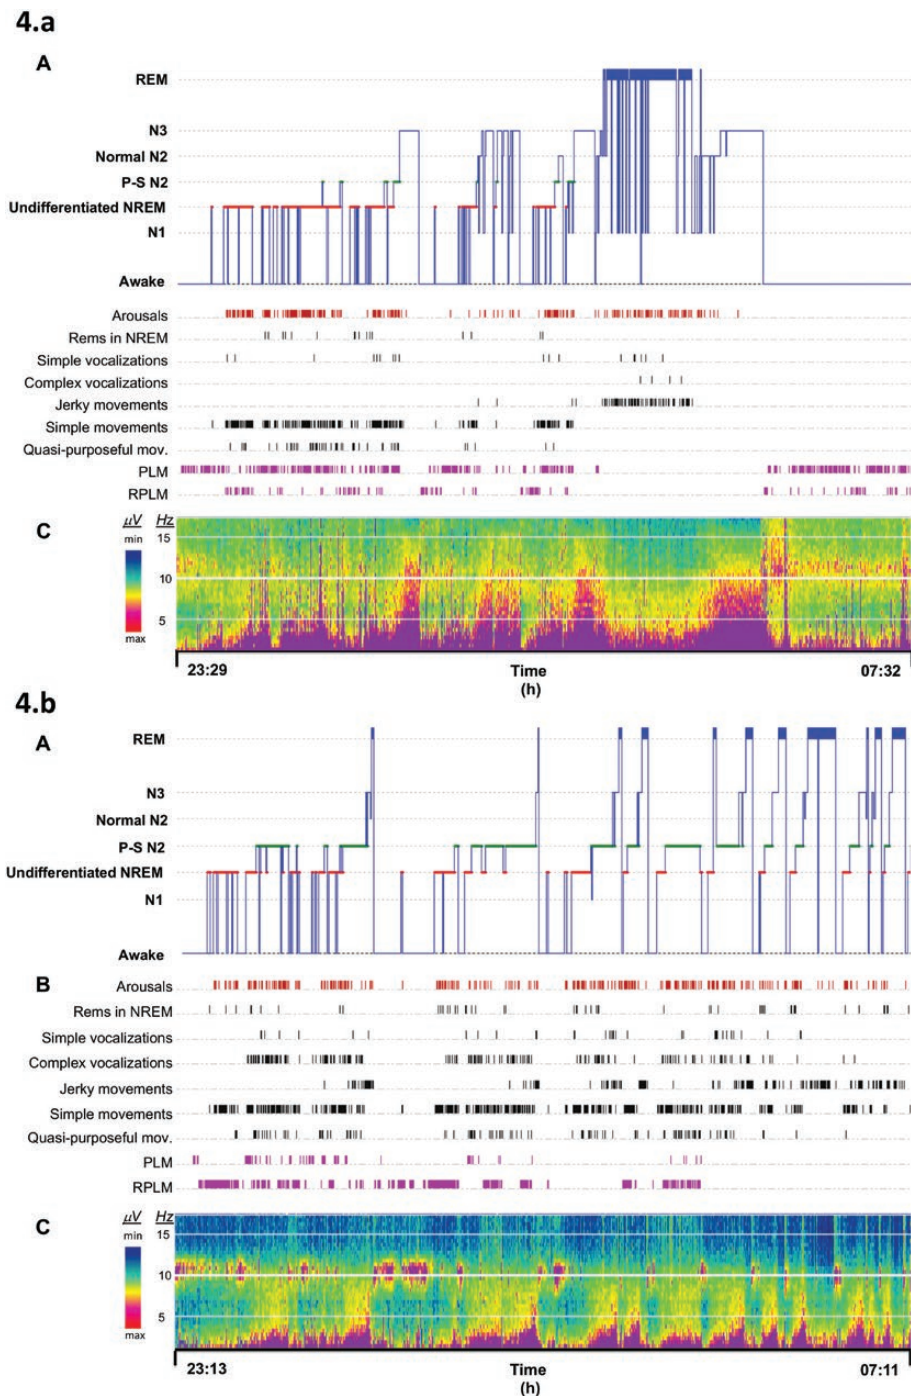 4.a
A
REM
N3
Normal N2
P-S N2
Undifferentiated NREM
N1
Awake
Arousals
Rems in NREM
Simple vocalizations
Complex vocalizations
Jerky movements
Simple movements
Quasi-purposeful mov.
PLM
RPLM
C
µV Hz
min
15
10
5
max
23:29 Time 07:32
(h)
4.b
A
REM
N3
Normal N2
P-S N2
Undifferentiated NREM
N1
Awake
B
Arousals
Rems in NREM
Simple vocalizations
Complex vocalizations
Jerky movements
Simple movements
Quasi-purposeful mov.
PLM
RPLM
C
µV Hz
min
15
10
5
max
23:13 Time 07:11
(h)